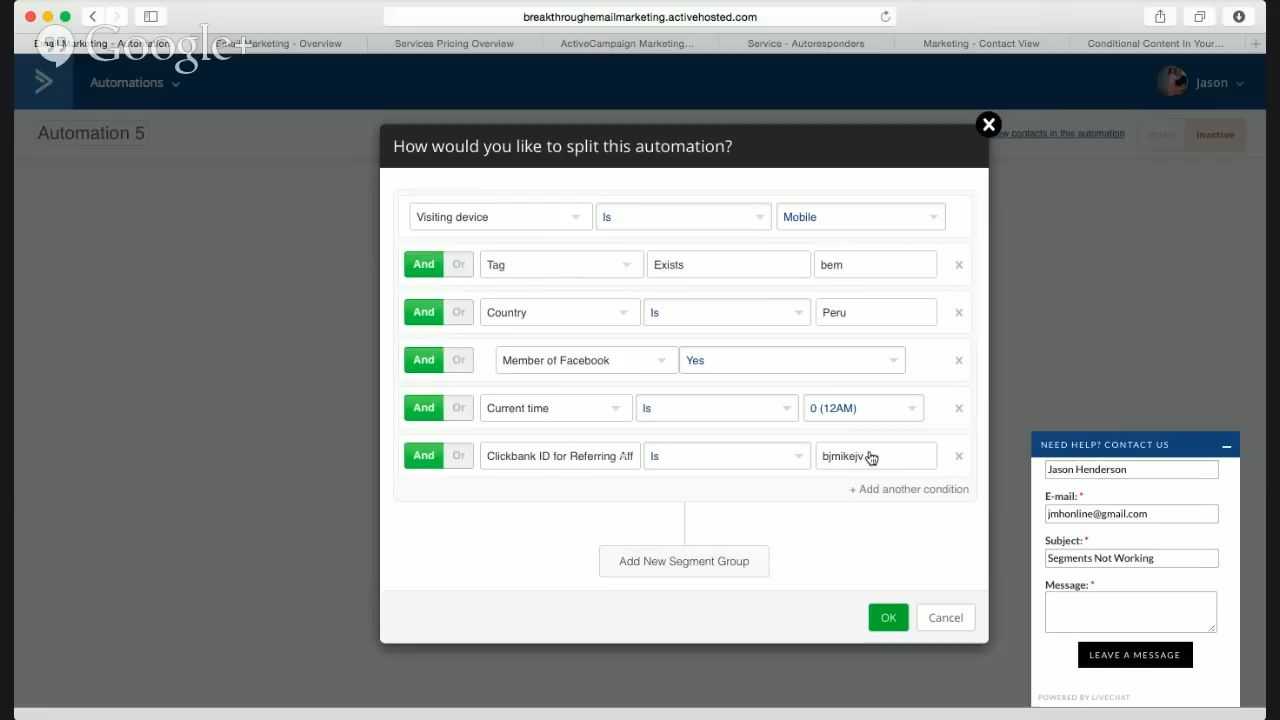 breakthroughemailmarketing.activehosted.com
Email Marketing - Automation
Email Marketing - Overview
Services Pricing Overview
ActiveCampaign Marketing...
Service - Autoresponders
Marketing - Contact View
Conditional Content In Your...
Google+
Automations
Jason
Automation 5
contacts in this automation
Active
Inactive
How would you like to split this automation?
Visiting device Is Mobile
And Or Tag Exists bem
And Or Country Is Peru
And Or Member of Facebook Yes
And Or Current time Is 0 (12AM)
And Or Clickbank ID for Referring Aff Is bjmikejv
+ Add another condition
Add New Segment Group
OK Cancel
NEED HELP? CONTACT US
Jason Henderson
E-mail: *
jmhonline@gmail.com
Subject: *
Segments Not Working
Message: *
LEAVE A MESSAGE
POWERED BY LIVECHAT